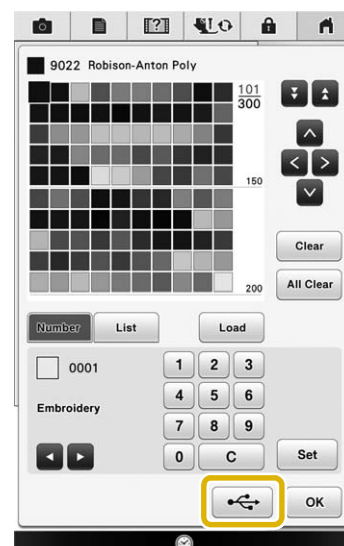 9022 Robison-Anton Poly
101
300
150
200
Clear
All Clear
Number List Load
0001
Embroidery
1 2 3
4 5 6
7 8 9
0 C Set
OK